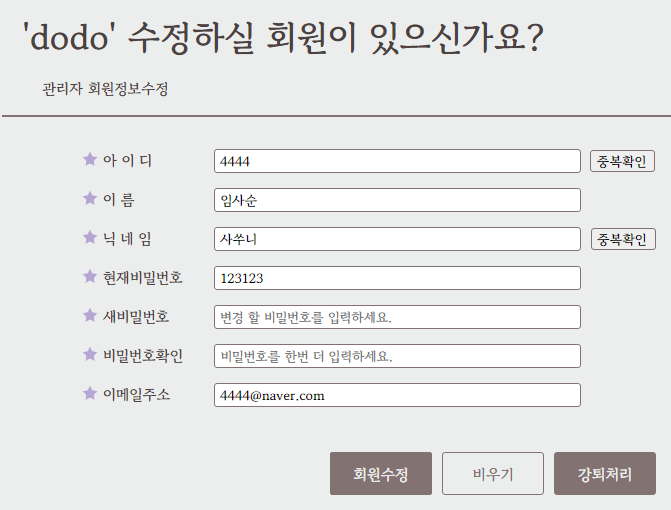 'dodo' 수정하실 회원이 있으신가요?
관리자 회원정보수정
아 이 디 4444 중복확인
이 름 임사순
닉 네 임 사쑤니 중복확인
현재비밀번호 123123
새비밀번호 변경 할 비밀번호를 입력하세요.
비밀번호확인 비밀번호를 한번 더 입력하세요.
이메일주소 4444@naver.com
회원수정 비우기 강퇴처리